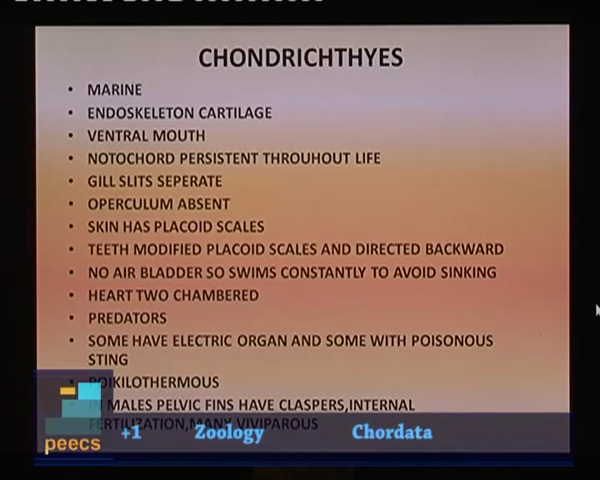 CHONDRICHTHYES
• MARINE
• ENDOSKELETON CARTILAGE
• VENTRAL MOUTH
• NOTOCHORD PERSISTENT THROUHOUT LIFE
• GILL SLITS SEPERATE
• OPERCULUM ABSENT
• SKIN HAS PLACOID SCALES
• TEETH MODIFIED PLACOID SCALES AND DIRECTED BACKWARD
• NO AIR BLADDER SO SWIMS CONSTANTLY TO AVOID SINKING
• HEART TWO CHAMBERED
• PREDATORS
• SOME HAVE ELECTRIC ORGAN AND SOME WITH POISONOUS
STING
• POIKILOTHERMOUS
• IN MALES PELVIC FINS HAVE CLASPERS,INTERNAL
FERTILIZATION,MANY VIVIPAROUS
peecs
+1 Zoology Chordata